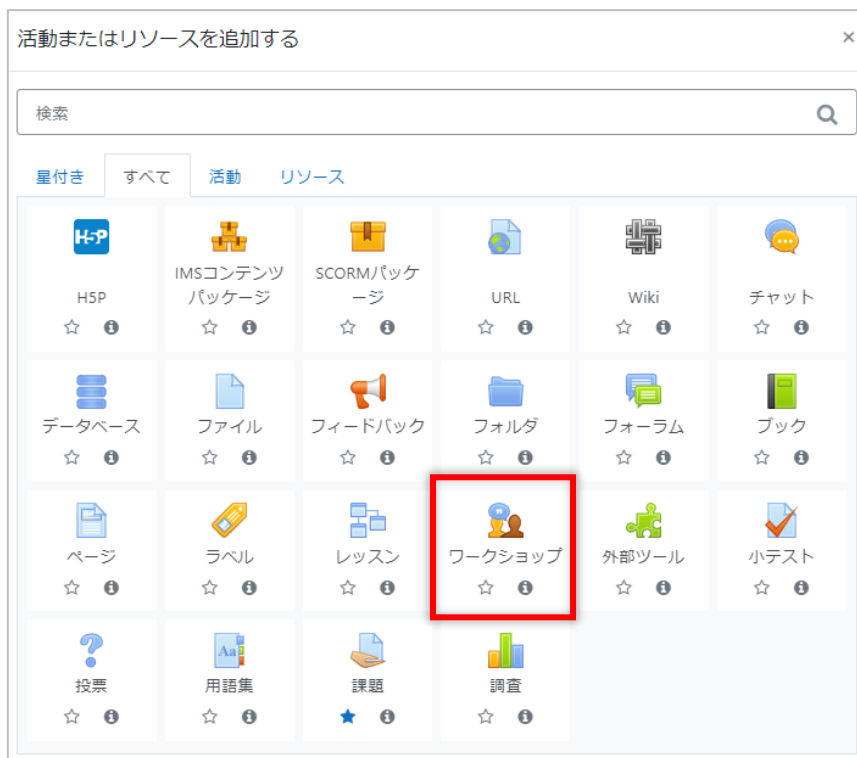 活動またはリソースを追加する ×
検索
星付き すべて 活動 リソース
H-P
H5P
IMSコンテンツ
パッケージ
SCORMパッケ
ージ
URL
Wiki
チャット
データベース
ファイル
フィードバック
フォルダ
フォーラム
ブック
ページ
ラベル
レッスン
ワークショップ
外部ツール
小テスト
投票
Aa
用語集
課題
調査